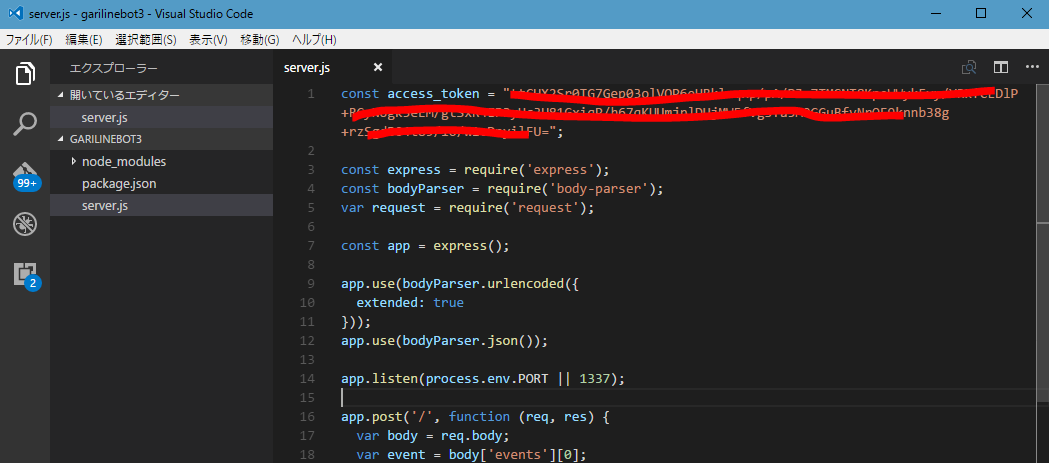 server.js - garilinebot3 - Visual Studio Code
ファイル(F) 編集(E) 選択範囲(S) 表示(V) 移動(G) ヘルプ(H)
エクスプローラー
開いているエディター
server.js
GARILINEBOT3
node_modules
package.json
server.js
99+
2
server.js
1 const access_token = "
";
2
3 const express = require('express');
4 const bodyParser = require('body-parser');
5 var request = require('request');
6
7 const app = express();
8
9 app.use(bodyParser.urlencoded({
10 extended: true
11 }));
12 app.use(bodyParser.json());
13
14 app.listen(process.env.PORT || 1337);
15
16 app.post('/', function (req, res) {
17 var body = req.body;
18 var event = body['events'][0];